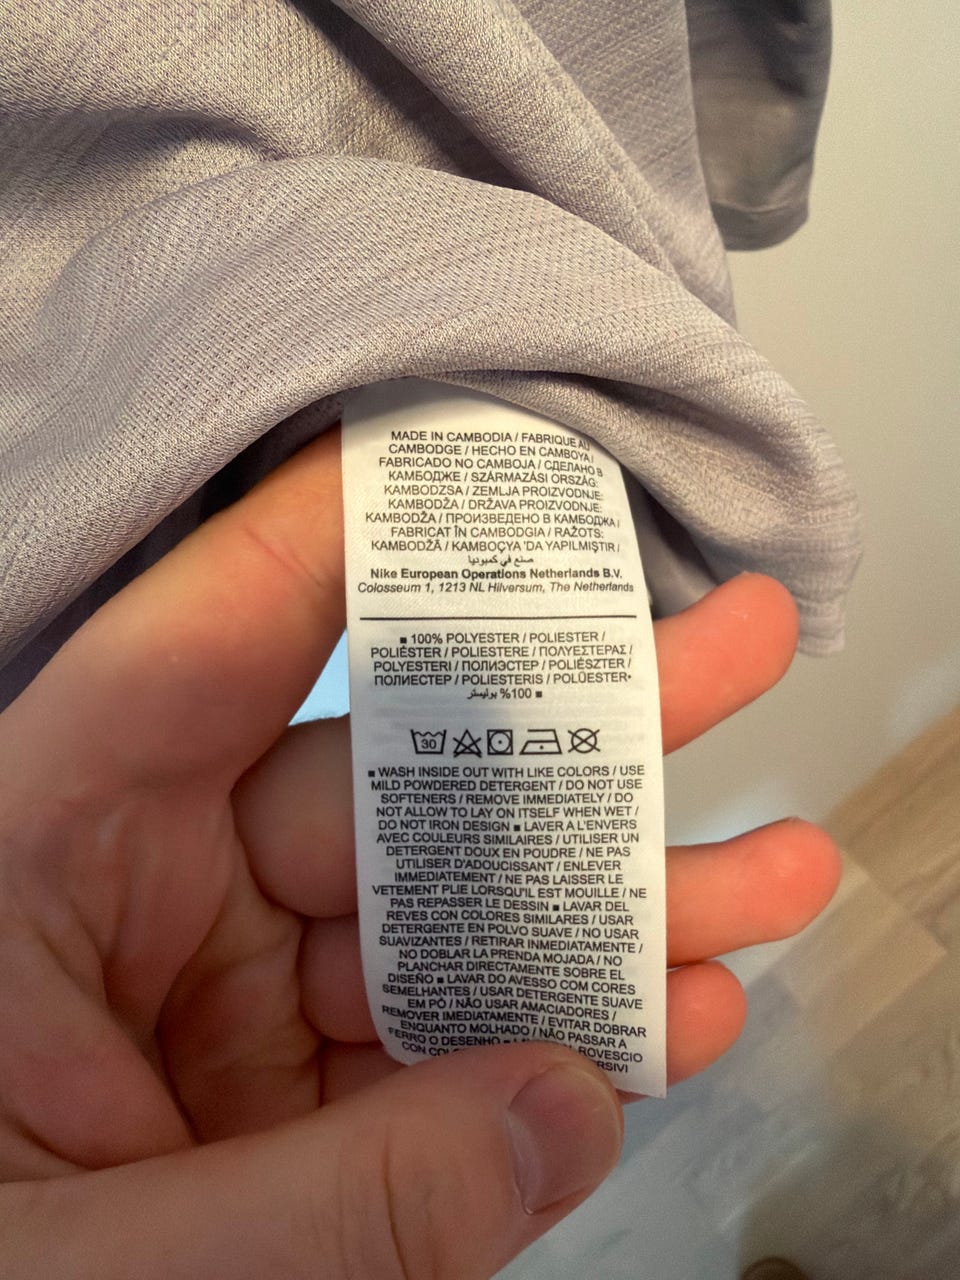 MADE IN CAMBODIA / FABRIQUE AU
CAMBODGE / HECHO EN CAMBOYA /
FABRICADO NO CAMBOJA / СДЕЛАНО В
КАМБОДЖЕ / SZÁRMAZÁSI ORSZÁG:
KAMBODZSA / ZEMLJA PROIZVODNJE:
KAMBODŽA / DRŽAVA PROIZVODNJE:
KAMBODŽA / ПРОИЗВЕДЕНО В КАМБОДЖА /
FABRICAT ÎN CAMBODGIA / RAŽOTS:
KAMBODŽĀ / KAMBOÇYA 'DA YAPILMIŞTIR /
صنع في كمبوديا
Nike European Operations Netherlands B.V.
Colosseum 1, 1213 NL Hilversum, The Netherlands
■ 100% POLYESTER / POLIESTER /
POLIÉSTER / POLIESTERE / ΠΟΛΥΕΣΤΕΡΑΣ /
POLYESTERI / ПОЛИЭСТЕР / POLIÉSZTER /
ПОЛИЕСТЕР / POLIESTERIS / POLÜESTER•
%100 بوليستر ■
30
■ WASH INSIDE OUT WITH LIKE COLORS / USE
MILD POWDERED DETERGENT / DO NOT USE
SOFTENERS / REMOVE IMMEDIATELY / DO
NOT ALLOW TO LAY ON ITSELF WHEN WET /
DO NOT IRON DESIGN ■ LAVER A L'ENVERS
AVEC COULEURS SIMILAIRES / UTILISER UN
DETERGENT DOUX EN POUDRE / NE PAS
UTILISER D'ADOUCISSANT / ENLEVER
IMMEDIATEMENT / NE PAS LAISSER LE
VETEMENT PLIE LORSQU'IL EST MOUILLE / NE
PAS REPASSER LE DESSIN ■ LAVAR DEL
REVES CON COLORES SIMILARES / USAR
DETERGENTE EN POLVO SUAVE / NO USAR
SUAVIZANTES / RETIRAR INMEDIATAMENTE /
NO DOBLAR LA PRENDA MOJADA / NO
PLANCHAR DIRECTAMENTE SOBRE EL
DISEÑO ■ LAVAR DO AVESSO COM CORES
SEMELHANTES / USAR DETERGENTE SUAVE
EM PÓ / NÃO USAR AMACIADORES /
REMOVER IMEDIATAMENTE / EVITAR DOBRAR
ENQUANTO MOLHADO / NÃO PASSAR A
FERRO O DESENHO ■ ROVESCIO
CON